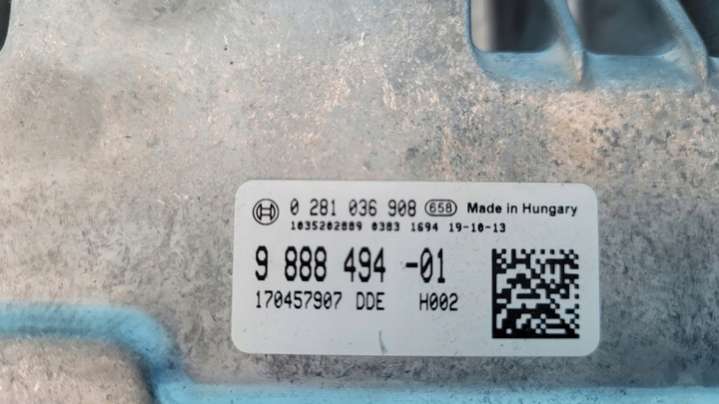 0 281 036 908 658 Made in Hungary
1035202889 0383 1694 19-10-13
9 888 494 -01
170457907 DDE H002